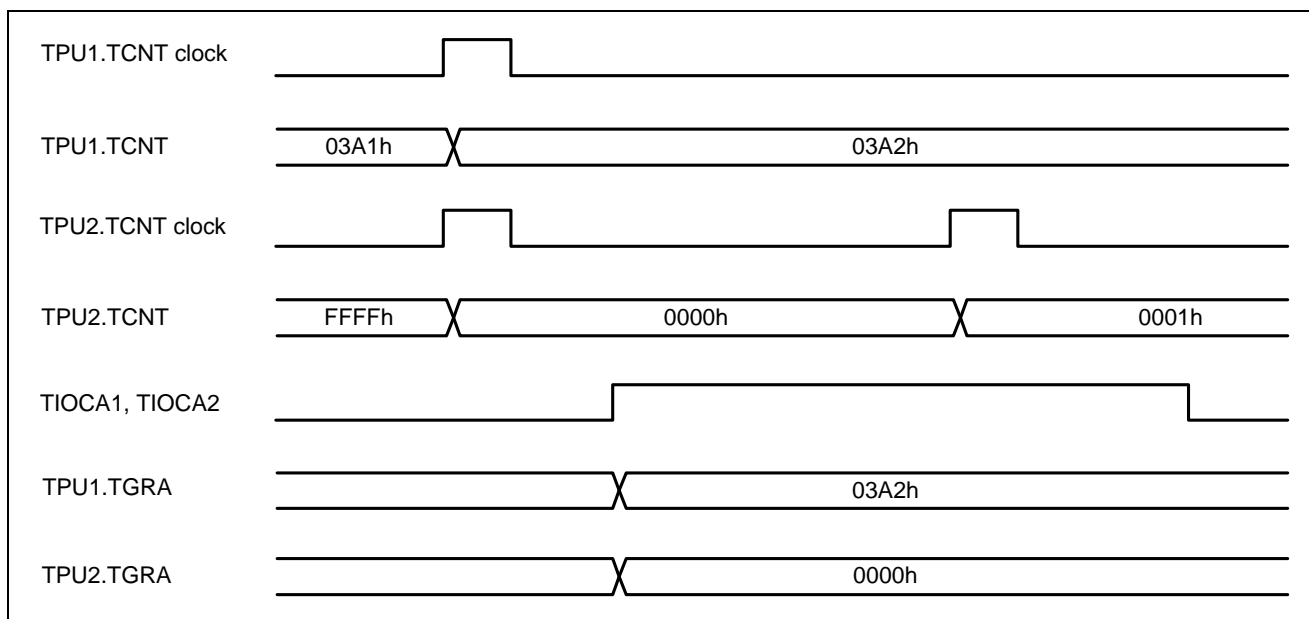 TPU1.TCNT clock
TPU1.TCNT 03A1h 03A2h
TPU2.TCNT clock
TPU2.TCNT FFFFh 0000h 0001h
TIOCA1, TIOCA2
TPU1.TGRA 03A2h
TPU2.TGRA 0000h